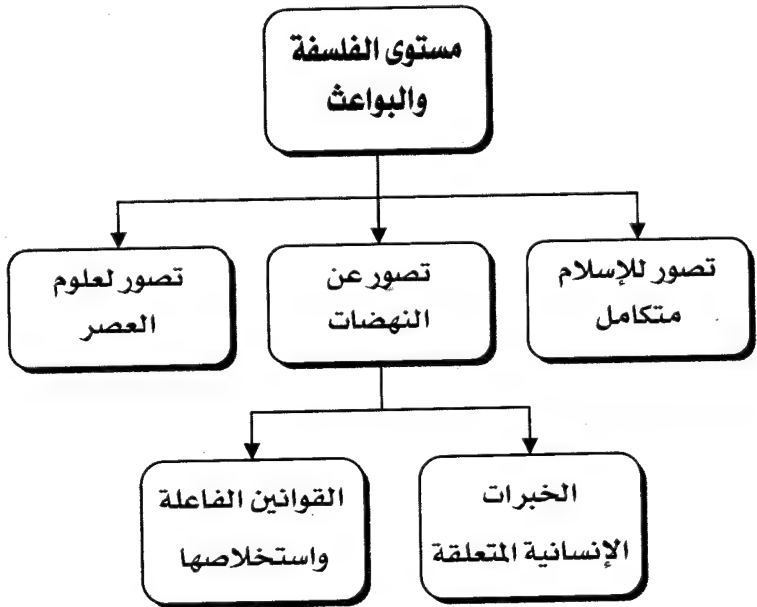 مستوى الفلسفة
والبواعث
تصور للإسلام
متكامل
تصور عن
النهضات
تصور لعلوم
العصر
الخبرات
الإنسانية المتعلقة
القوانين الفاعلة
واستخلاصها